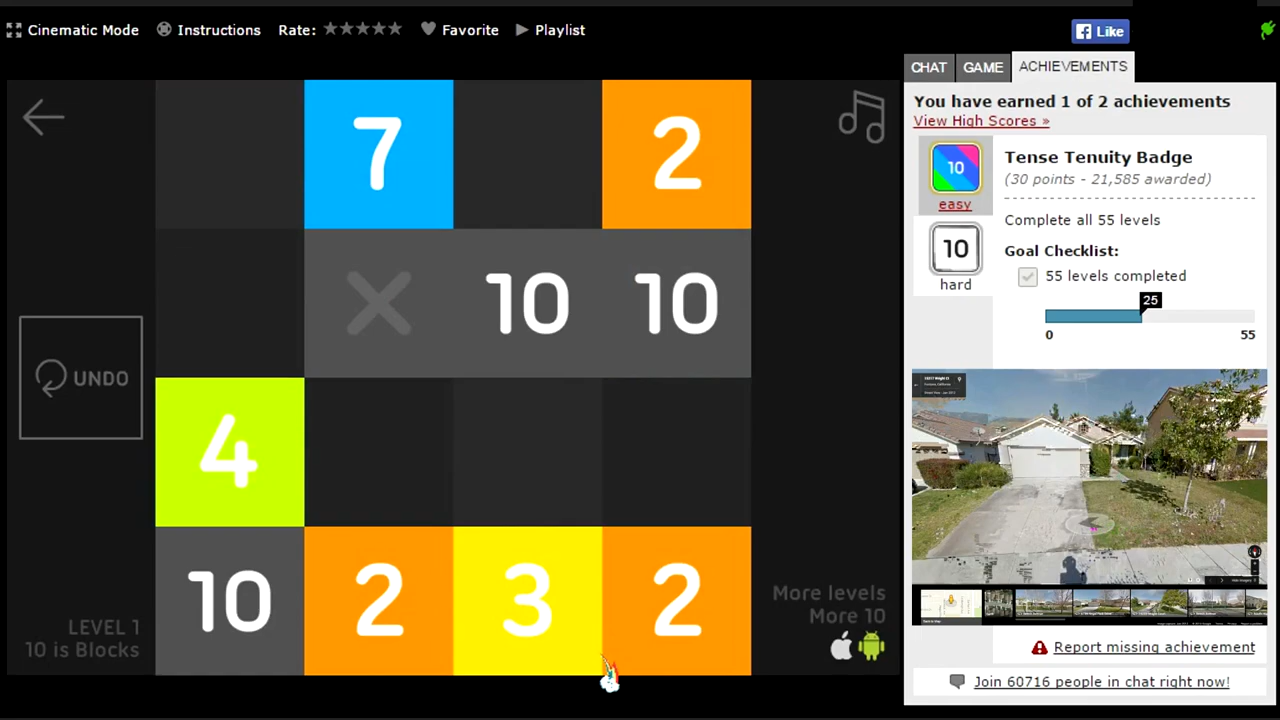 Cinematic Mode Instructions Rate: Favorite Playlist
Like
CHAT GAME ACHIEVEMENTS
You have earned 1 of 2 achievements
View High Scores »
10
easy
Tense Tenuity Badge
(30 points - 21,585 awarded)
Complete all 55 levels
10
hard
Goal Checklist:
55 levels completed
25
0 55
7 2
10 10
UNDO
4
10 2 3 2
LEVEL 1
10 is Blocks
More levels
More 10
Report missing achievement
Join 60716 people in chat right now!